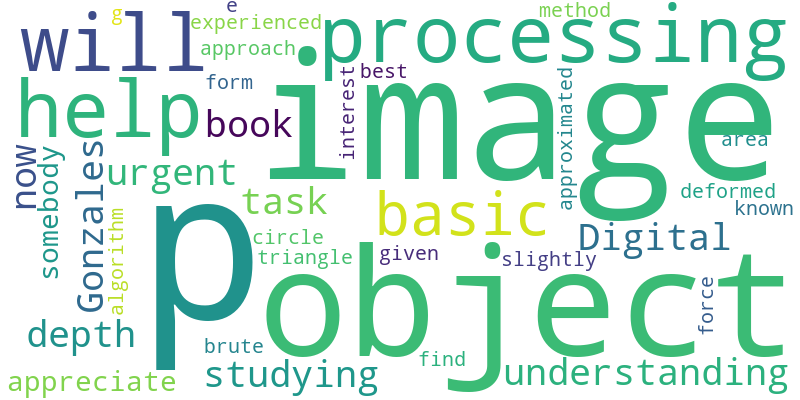 g
e
method
will
experienced
processing
approach
image
help
form
best
book
interest
approximated
area
now
somebody
Gonzales
urgent
task
basic
deformed
known
algorithm
p
circle
triangle
given
slightly
Digital
object
force
depth
brute
find
appreciate
studying
understanding